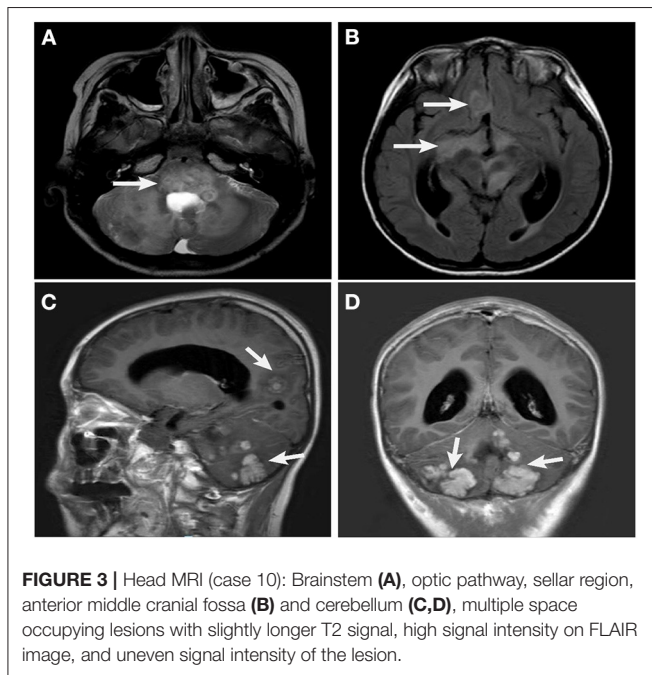 A
B
C
D
FIGURE 3 | Head MRI (case 10): Brainstem (A), optic pathway, sellar region,
anterior middle cranial fossa (B) and cerebellum (C,D), multiple space
occupying lesions with slightly longer T2 signal, high signal intensity on FLAIR
image, and uneven signal intensity of the lesion.